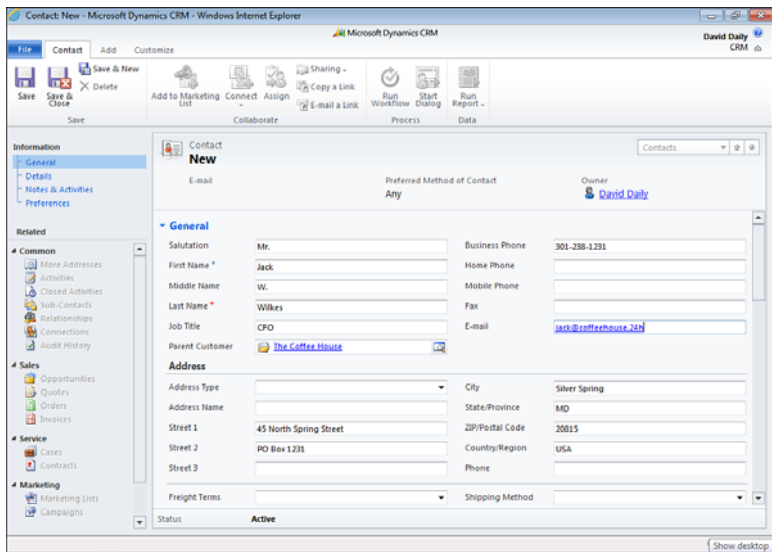 Contact: New - Microsoft Dynamics CRM - Windows Internet Explorer
Microsoft Dynamics CRM
David Daily
CRM
File Contact Add Customize
Save
Save & Close
Save & New
Delete
Save
Add to Marketing List
Connect
Assign
Sharing
Copy a Link
E-mail a Link
Collaborate
Run Workflow
Start Dialog
Process
Run Report
Data
Information
General
Details
Notes & Activities
Preferences
Related
Common
More Addresses
Activities
Closed Activities
Sub-Contacts
Relationships
Connections
Audit History
Sales
Opportunities
Quotes
Orders
Invoices
Service
Cases
Contracts
Marketing
Marketing Lists
Campaigns
Contact
New
Contacts
E-mail Preferred Method of Contact Owner
Any David Daily
General
Salutation Mr. Business Phone 301-238-1231
First Name * Jack Home Phone
Middle Name W. Mobile Phone
Last Name * Wilkes Fax
Job Title CFO E-mail jack@coffeehouse.24h
Parent Customer The Coffee House
Address
Address Type City Silver Spring
Address Name State/Province MD
Street 1 45 North Spring Street ZIP/Postal Code 20815
Street 2 PO Box 1231 Country/Region USA
Street 3 Phone
Freight Terms Shipping Method
Status Active
Show desktop